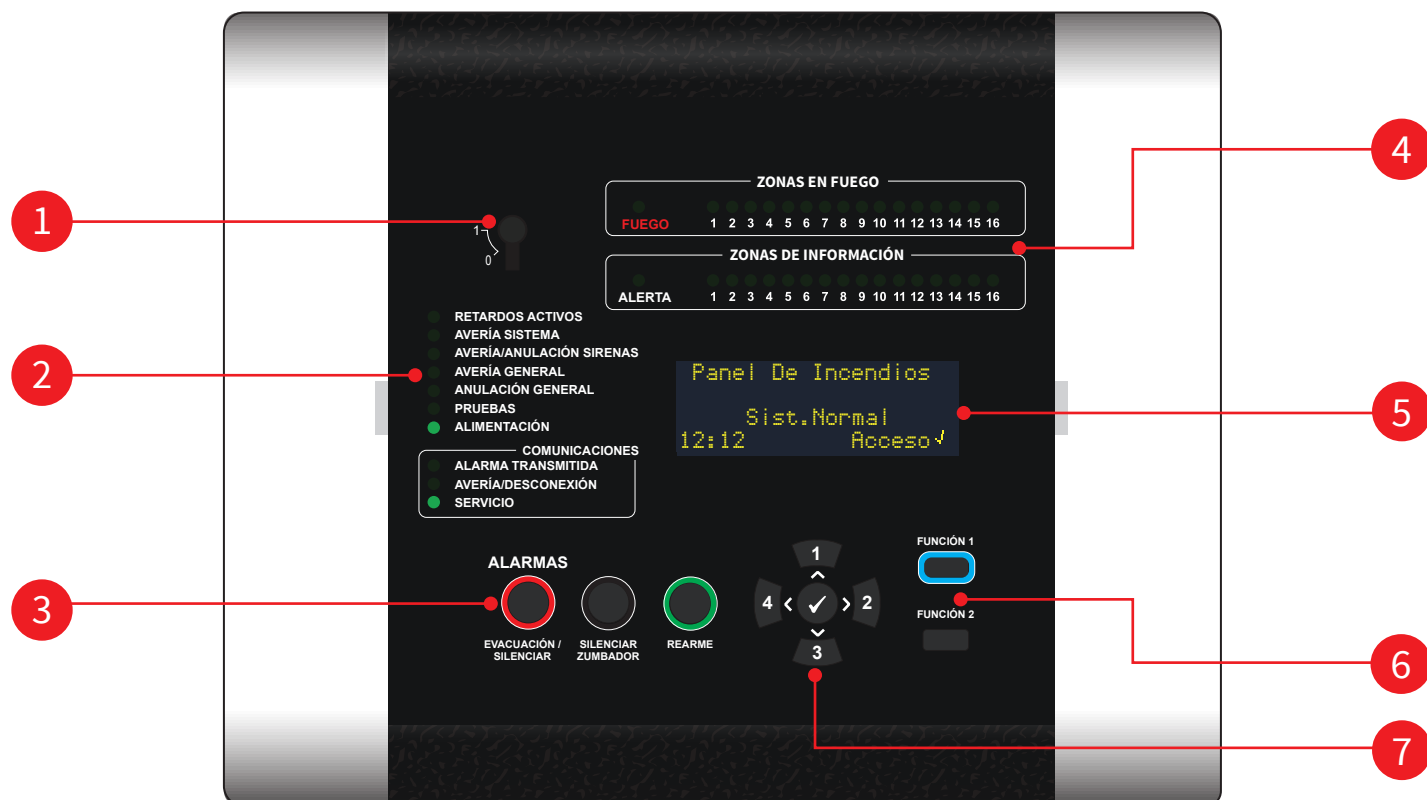 ZONAS EN FUEGO
FUEGO 1 2 3 4 5 6 7 8 9 10 11 12 13 14 15 16
ZONAS DE INFORMACIÓN
ALERTA 1 2 3 4 5 6 7 8 9 10 11 12 13 14 15 16
4
1
1
0
RETARDOS ACTIVOS
AVERÍA SISTEMA
AVERÍA/ANULACIÓN SIRENAS
AVERÍA GENERAL
ANULACIÓN GENERAL
PRUEBAS
ALIMENTACIÓN
2
COMUNICACIONES
ALARMA TRANSMITIDA
AVERÍA/DESCONEXIÓN
SERVICIO
Panel De Incendios
Sist.Normal
12:12 Acceso✓
5
ALARMAS
3
EVACUACIÓN /
SILENCIAR
SILENCIAR
ZUMBADOR
REARME
1
4 < ✓ > 2
3
FUNCIÓN 1
FUNCIÓN 2
6
7